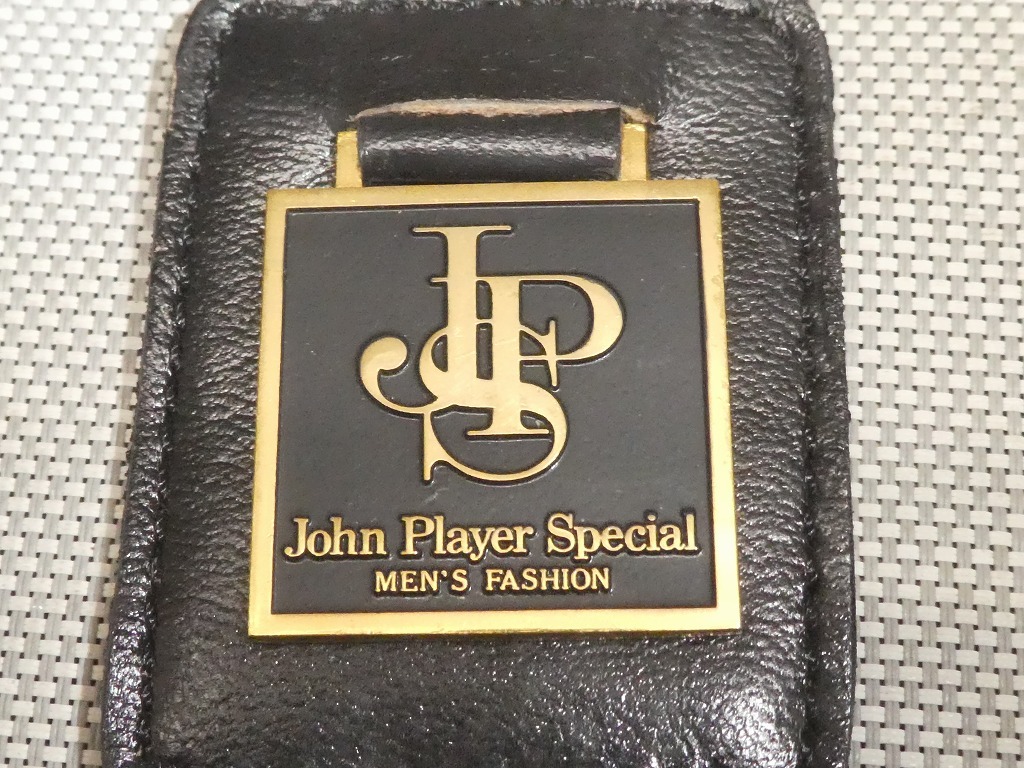 JPS
John Player Special
MEN'S FASHION